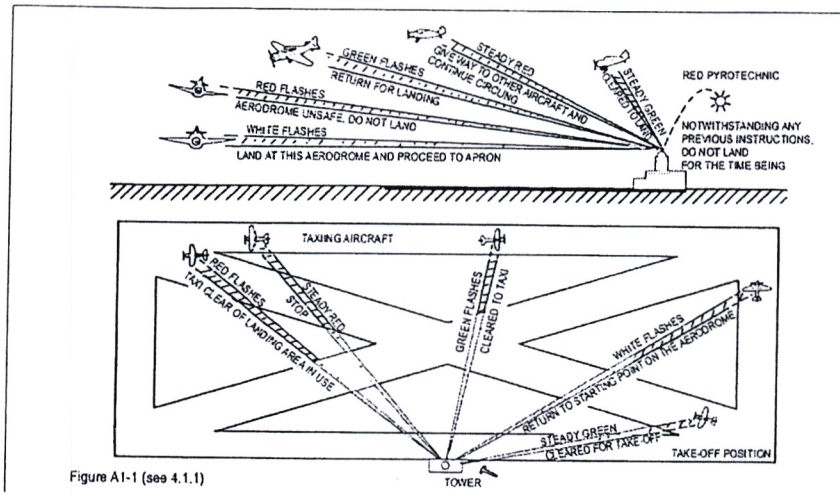 STEADY RED
GIVE WAY TO OTHER AIRCRAFT AND
CONTINUE CIRCLING
GREEN FLASHES
RETURN FOR LANDING
STEADY GREEN
CLEARED TO LAND
RED PYROTECHNIC
RED FLASHES
AERODROME UNSAFE. DO NOT LAND
NOTWITHSTANDING ANY
PREVIOUS INSTRUCTIONS.
DO NOT LAND
FOR THE TIME BEING
WHITE FLASHES
LAND AT THIS AERODROME AND PROCEED TO APRON
TAXIING AIRCRAFT
RED FLASHES
TAXI CLEAR OF LANDING AREA IN USE
STEADY RED
STOP
GREEN FLASHES
CLEARED TO TAXI
WHITE FLASHES
RETURN TO STARTING POINT ON THE AERODROME
STEADY GREEN
CLEARED FOR TAKE-OFF
TAKE-OFF POSITION
Figure A1-1 (see 4.1.1)
TOWER